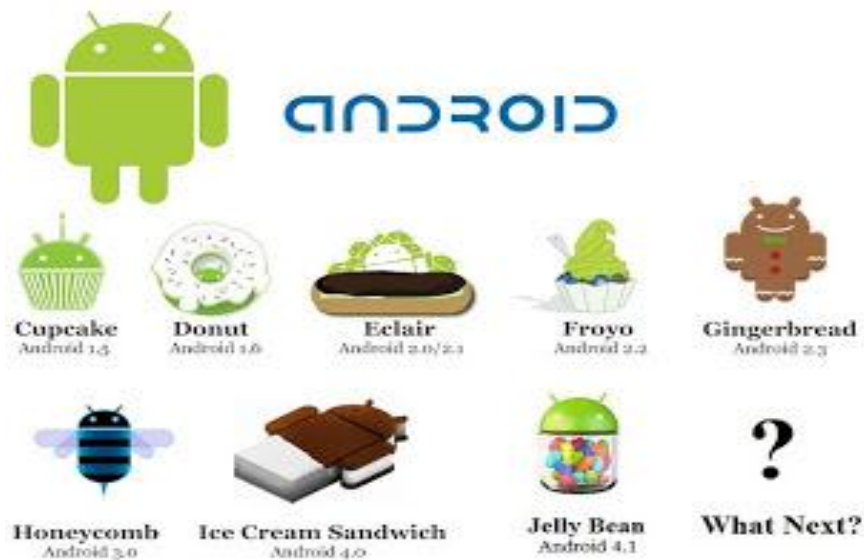 ANDROID
Cupcake
Android 1.5
Donut
Android 1.6
Eclair
Android 2.0/2.1
Froyo
Android 2.2
Gingerbread
Android 2.3
Honeycomb
Android 3.0
Ice Cream Sandwich
Android 4.0
Jelly Bean
Android 4.1
?
What Next?